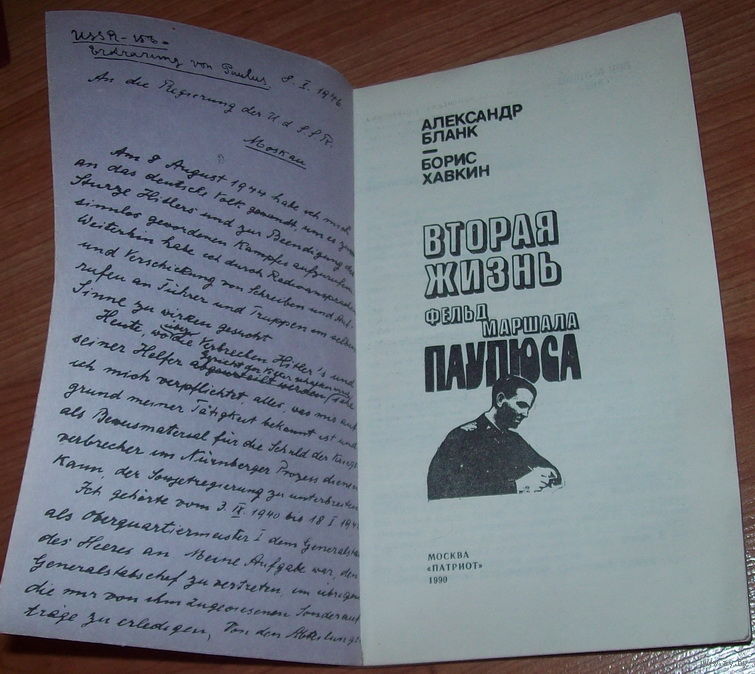 USSR-156.
Erklärung von Paulus 8. I. 1946
An die Regierung der U d S S R.
Moskau
Am 8 August 1944 habe ich mich
an das deutsche Volk gewandt, um es zum
Sturze Hitlers und zur Beendigung des
sinnlos gewordenen Kampfes aufzurufen.
Weiterhin habe ich durch Radioansprachen
und Verschickung von Schreiben und Auf-
rufen an Führer und Truppen im selben
Sinne zu wirken gesucht
Heute wo über die Verbrechen Hitler's und
seiner Helfer abgeurteilt werden, sehe
ich mich verpflichtet alles, was mir auf
grund meiner Tätigkeit bekannt ist und
als Beweismaterial für die Schuld der Kriegs
verbrecher im Nürnberger Prozess dienen
kann, der Sowjetregierung zu unterbreiten
Ich gehörte vom 3. IX. 1940 bis 18 I 194
als Oberquartiermeister I dem Generalstab
des Heeres an Meine Aufgabe war, den
Generalstabschef zu vertreten, im übrigen
die mir von ihm zugewiesenen Sonderauf
träge zu erledigen, Von den Abteilung
АЛЕКСАНДР
БЛАНК
—
БОРИС
ХАВКИН
ВТОРАЯ
ЖИЗНЬ
ФЕЛЬД
МАРШАЛА
ПАУЛЮСА
МОСКВА
«ПАТРИОТ»
1990